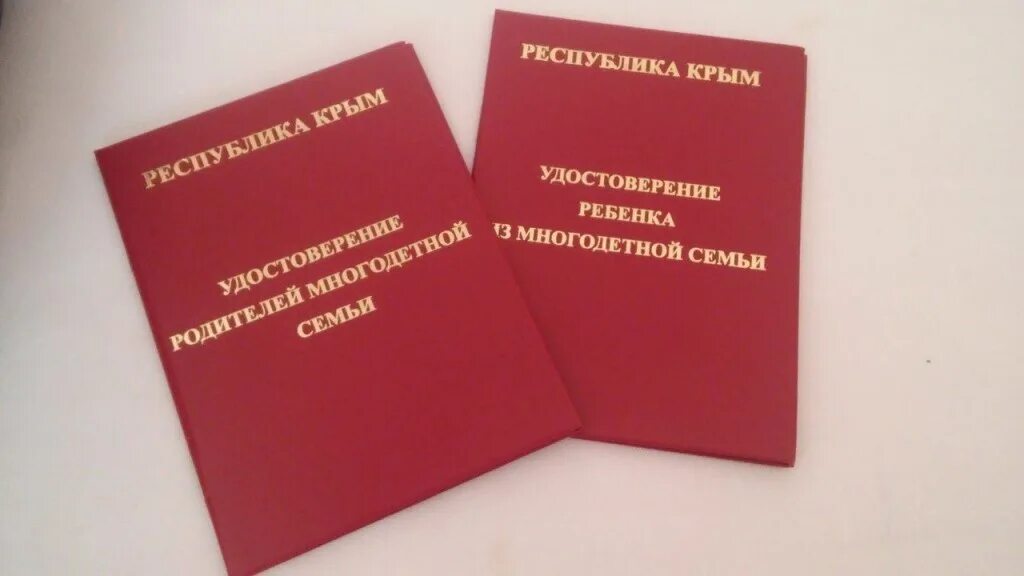 РЕСПУБЛИКА КРЫМ
УДОСТОВЕРЕНИЕ
РОДИТЕЛЕЙ МНОГОДЕТНОЙ
СЕМЬИ
РЕСПУБЛИКА КРЫМ
УДОСТОВЕРЕНИЕ
РЕБЕНКА
ИЗ МНОГОДЕТНОЙ СЕМЬИ